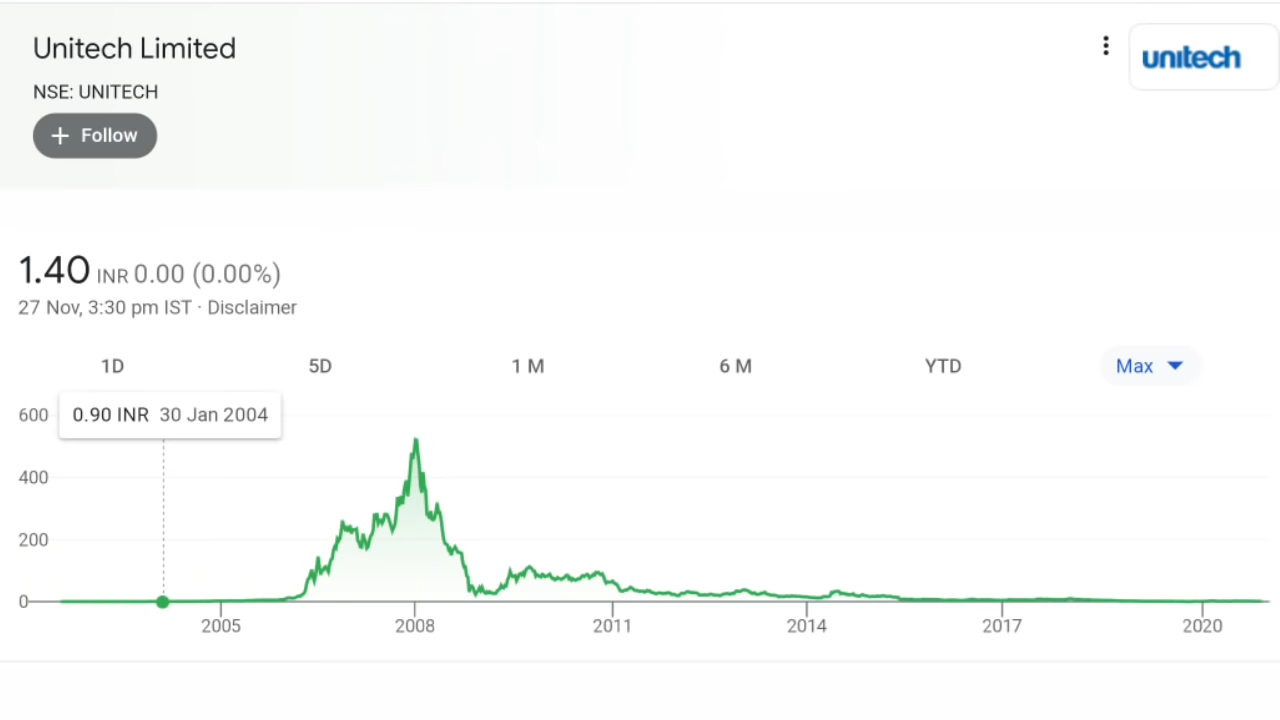 Unitech Limited
unitech
NSE: UNITECH
+ Follow
1.40 INR 0.00 (0.00%)
27 Nov, 3:30 pm IST · Disclaimer
1D 5D 1 M 6 M YTD Max
600
0.90 INR 30 Jan 2004
400
200
0
2005 2008 2011 2014 2017 2020